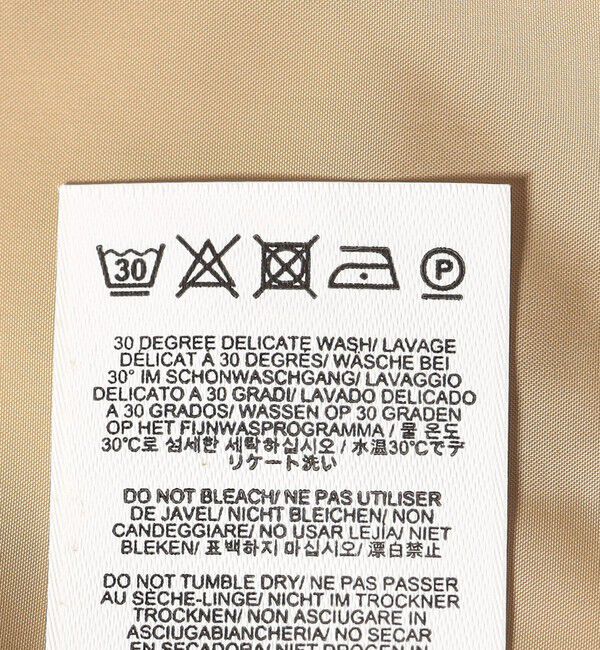 30 P
30 DEGREE DELICATE WASH/ LAVAGE
DÉLICAT À 30 DEGRÉS/ WÄSCHE BEI
30° IM SCHONWASCHGANG/ LAVAGGIO
DELICATO A 30 GRADI/ LAVADO DELICADO
A 30 GRADOS/ WASSEN OP 30 GRADEN
OP HET FIJNWASPROGRAMMA / 물 온도
30℃로 섬세한 세탁하십시오 / 水温30℃でデ
リケート洗い
DO NOT BLEACH/ NE PAS UTILISER
DE JAVEL/ NICHT BLEICHEN/ NON
CANDEGGIARE/ NO USAR LEJÍA/ NIET
BLEKEN/ 표백하지 마십시오/ 漂白禁止
DO NOT TUMBLE DRY/ NE PAS PASSER
AU SÈCHE-LINGE/ NICHT IM TROCKNER
TROCKNEN/ NON ASCIUGARE IN
ASCIUGABIANCHERIA/ NO SECAR
EN SECADORA/ NIET DROGEN IN